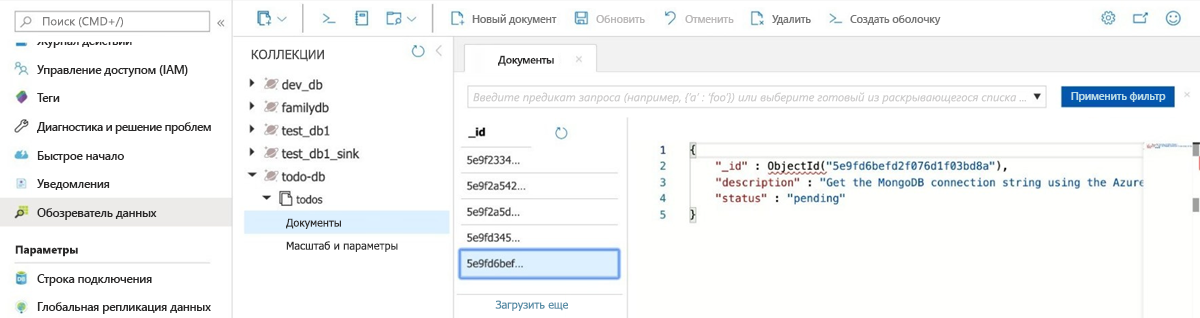 Поиск (CMD+/)
«
Журнал действий
Управление доступом (IAM)
Теги
Диагностика и решение проблем
Быстрое начало
Уведомления
Обозреватель данных
Параметры
Строка подключения
Глобальная репликация данных
Новый документ
Обновить
Отменить
Удалить
Создать оболочку
КОЛЛЕКЦИИ
dev_db
familydb
test_db1
test_db1_sink
todo-db
todos
Документы
Масштаб и параметры
Документы
Введите предикат запроса (например, {'a' : 'foo'}) или выберите готовый из раскрывающегося списка ...
Применить фильтр
_id
5e9f2334...
5e9f2a542...
5e9f2a5d...
5e9fd345...
5e9fd6bef...
Загрузить еще
1 {
2 "_id" : ObjectId("5e9fd6befd2f076d1f03bd8a"),
3 "description" : "Get the MongoDB connection string using the Azure
4 "status" : "pending"
5 }